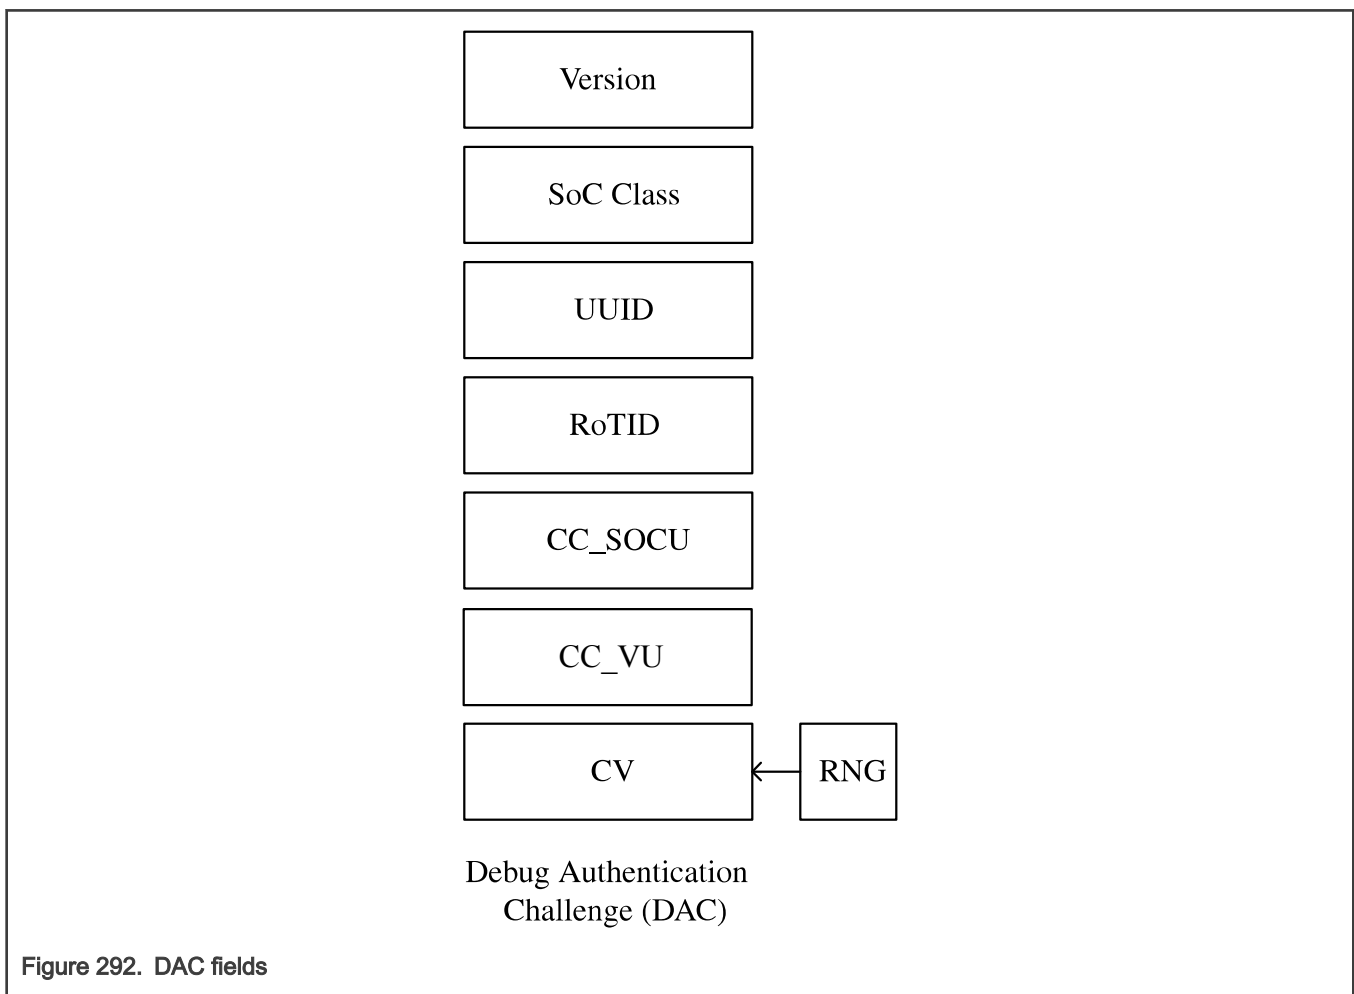 Version
SoC Class
UUID
RoTID
CC_SOCU
CC_VU
CV
RNG
Debug Authentication
Challenge (DAC)
Figure 292. DAC fields